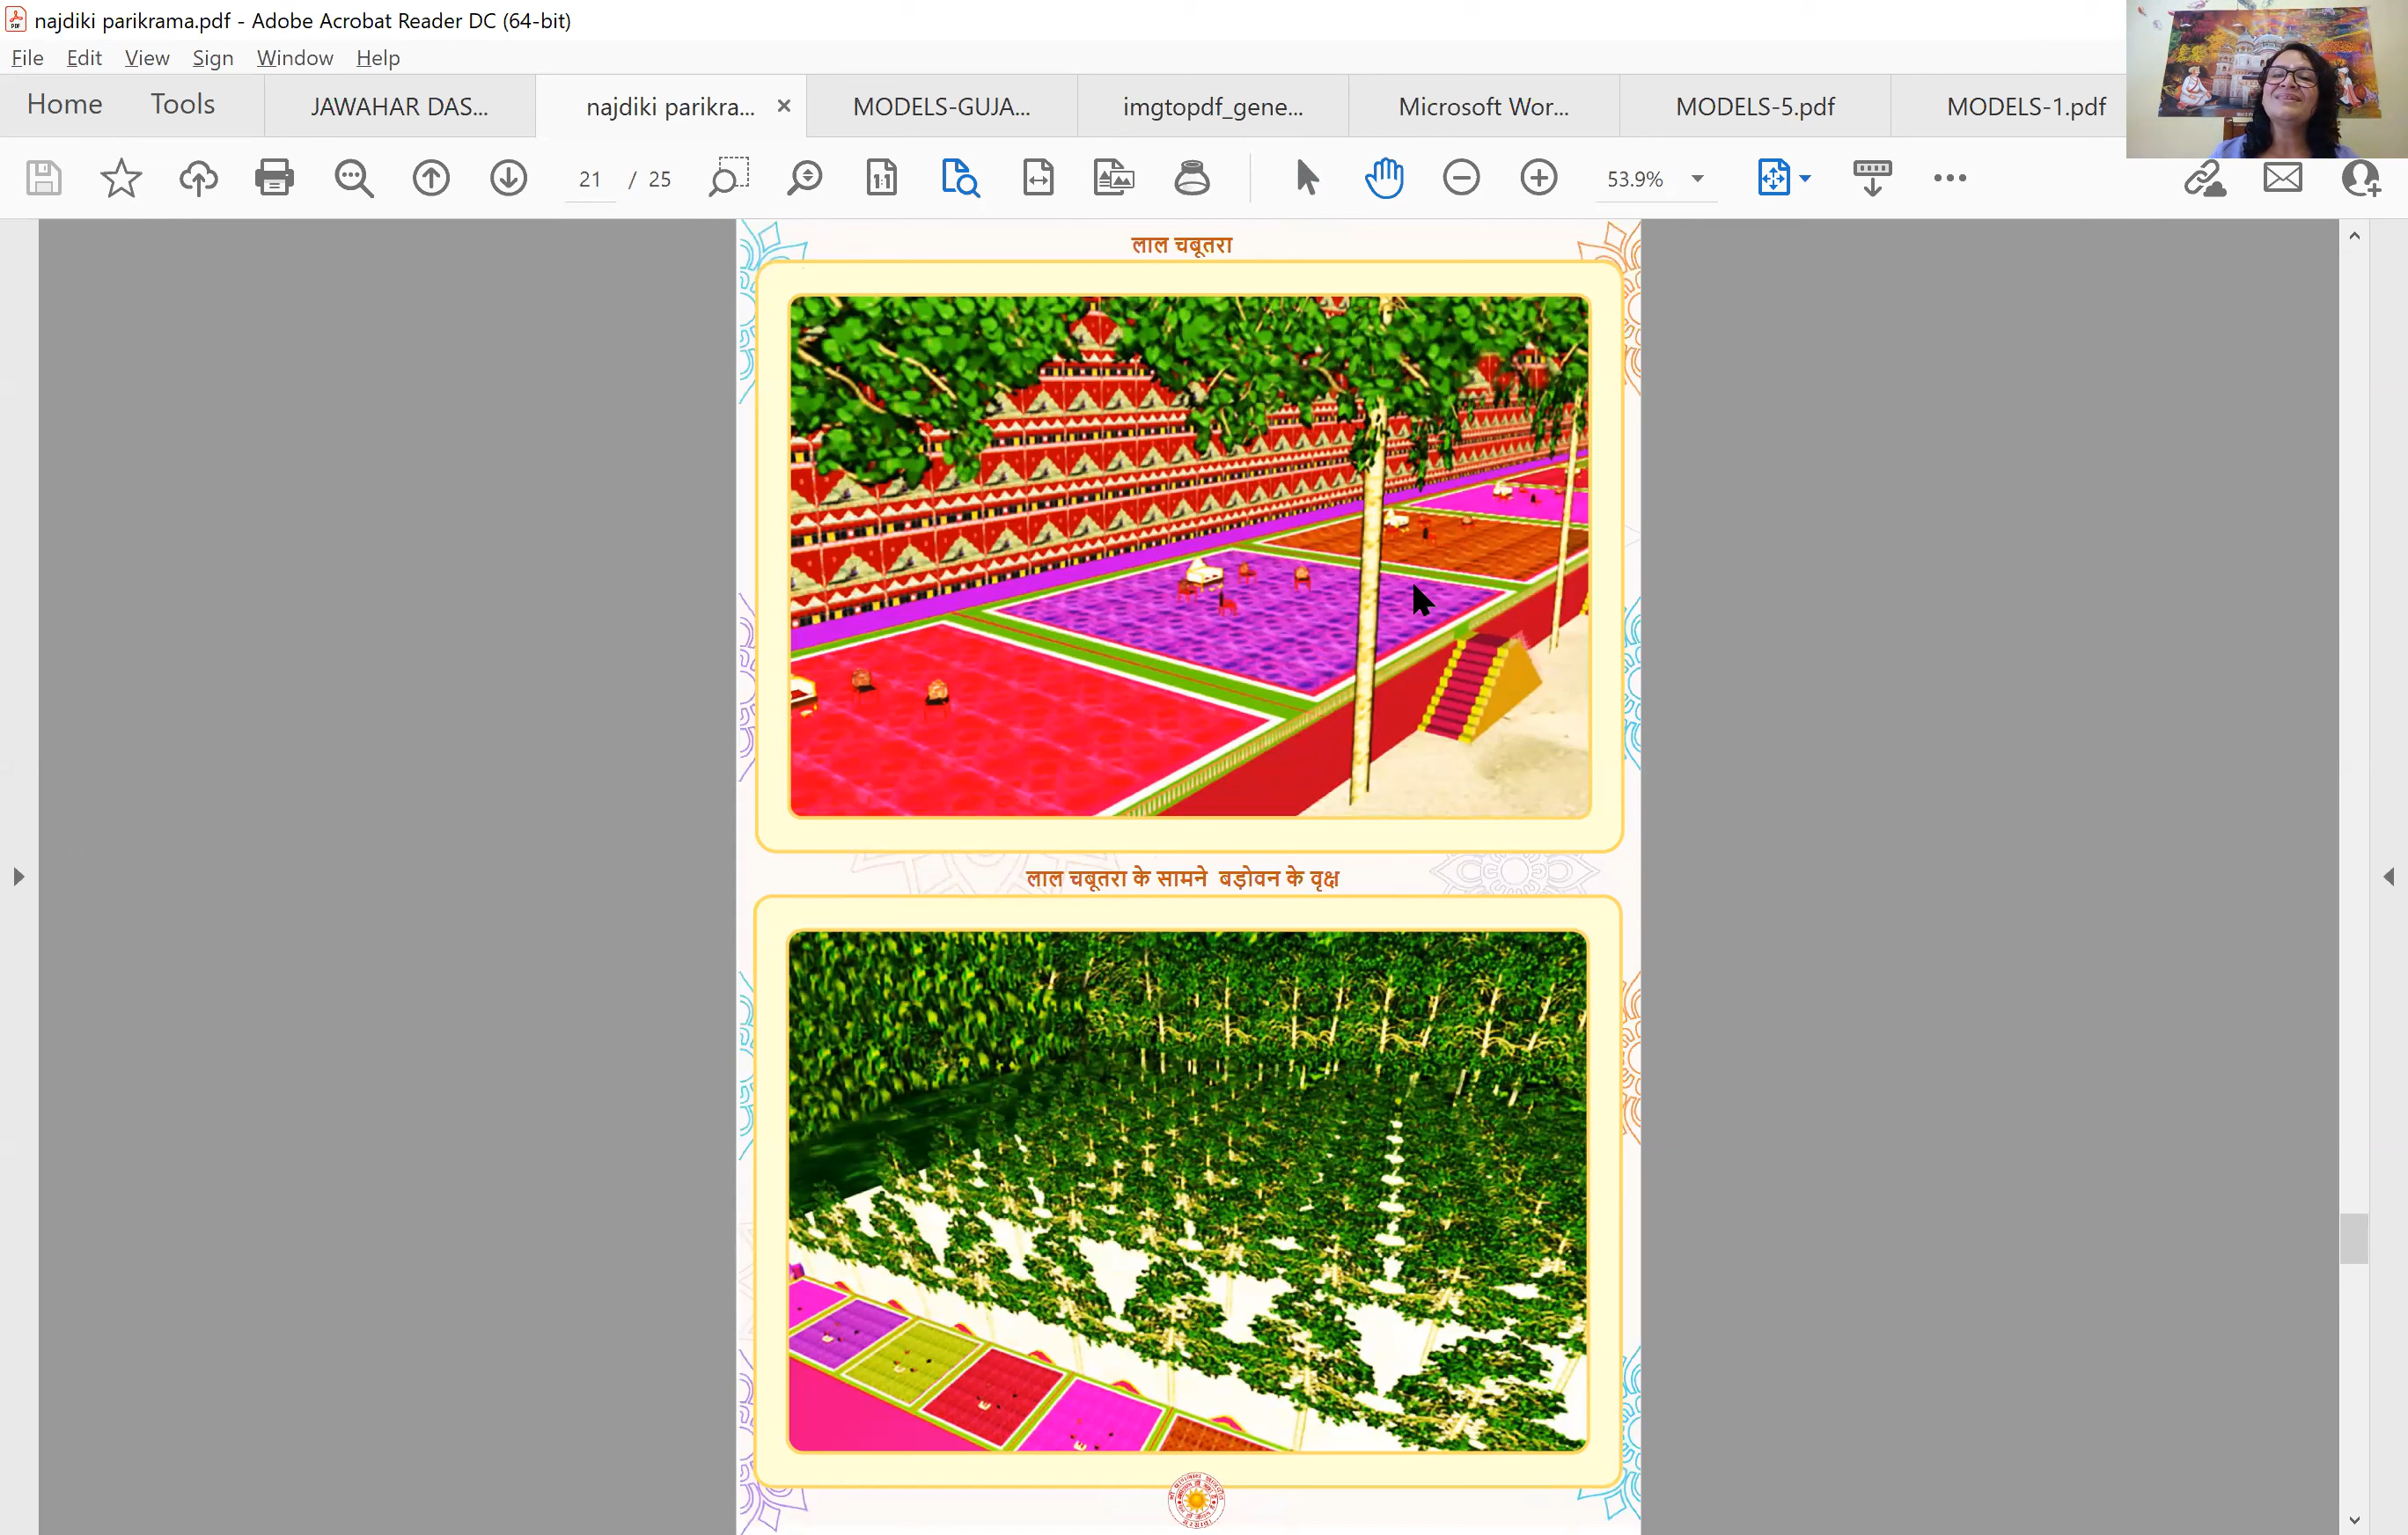 najdiki parikrama.pdf - Adobe Acrobat Reader DC (64-bit)
File Edit View Sign Window Help
Home Tools JAWAHAR DAS... najdiki parikra... MODELS-GUJA... imgtopdf_gene... Microsoft Wor... MODELS-5.pdf MODELS-1.pdf
21 / 25 53.9%
लाल चबूतरा
लाल चबूतरा के सामने बड़ोवन के वृक्ष